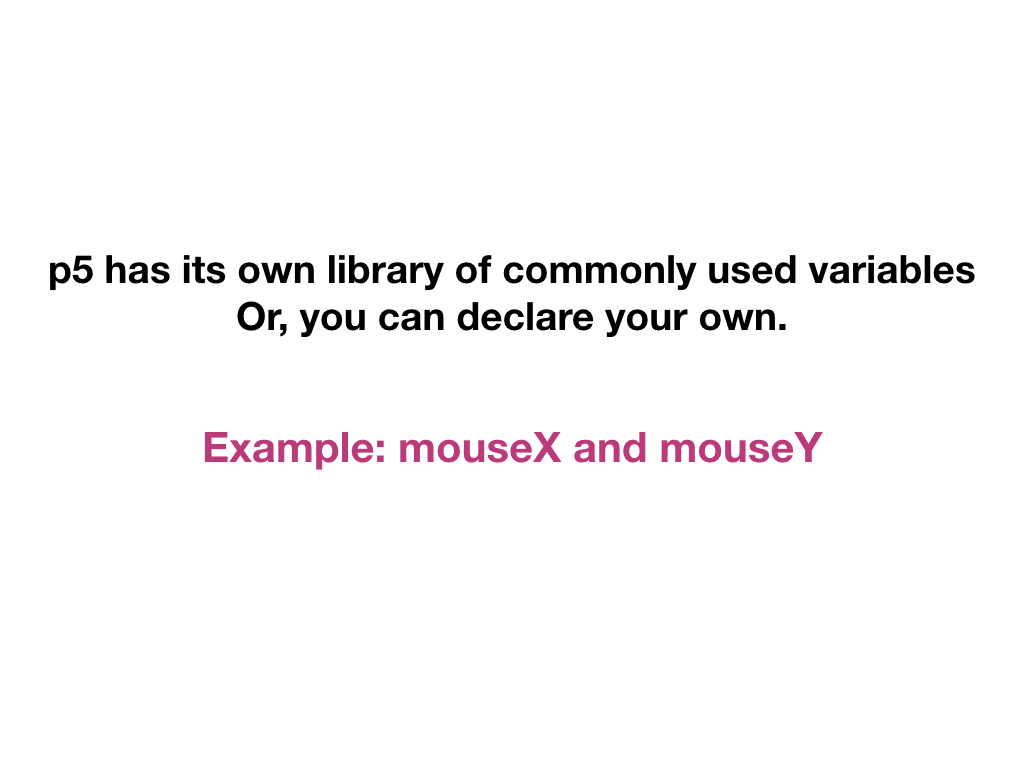 p5 has its own library of commonly used variables
Or, you can declare your own.
Example: mouseX and mouseY